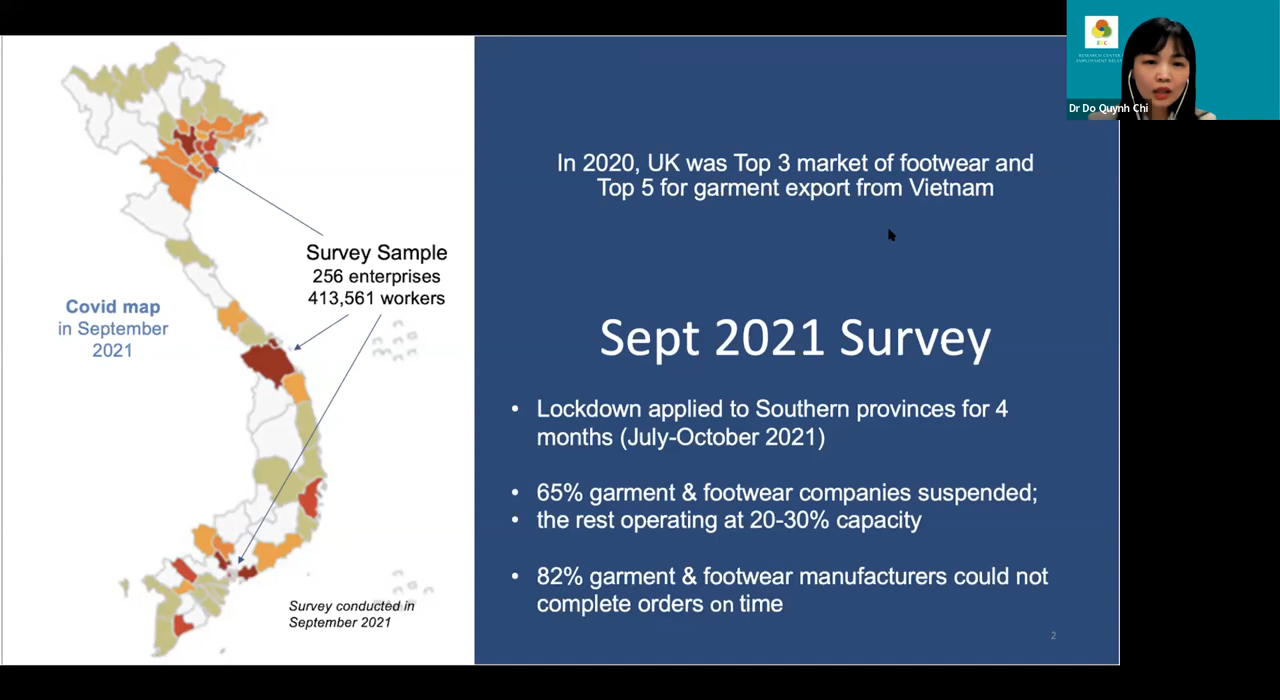 Survey Sample
256 enterprises
413,561 workers
Covid map
in September
2021
Survey conducted in
September 2021
In 2020, UK was Top 3 market of footwear and
Top 5 for garment export from Vietnam
Sept 2021 Survey
• Lockdown applied to Southern provinces for 4
months (July-October 2021)
• 65% garment & footwear companies suspended;
• the rest operating at 20-30% capacity
• 82% garment & footwear manufacturers could not
complete orders on time
2
RESEARCH CENTER
EMPLOYMENT
Dr Do Quynh Chi